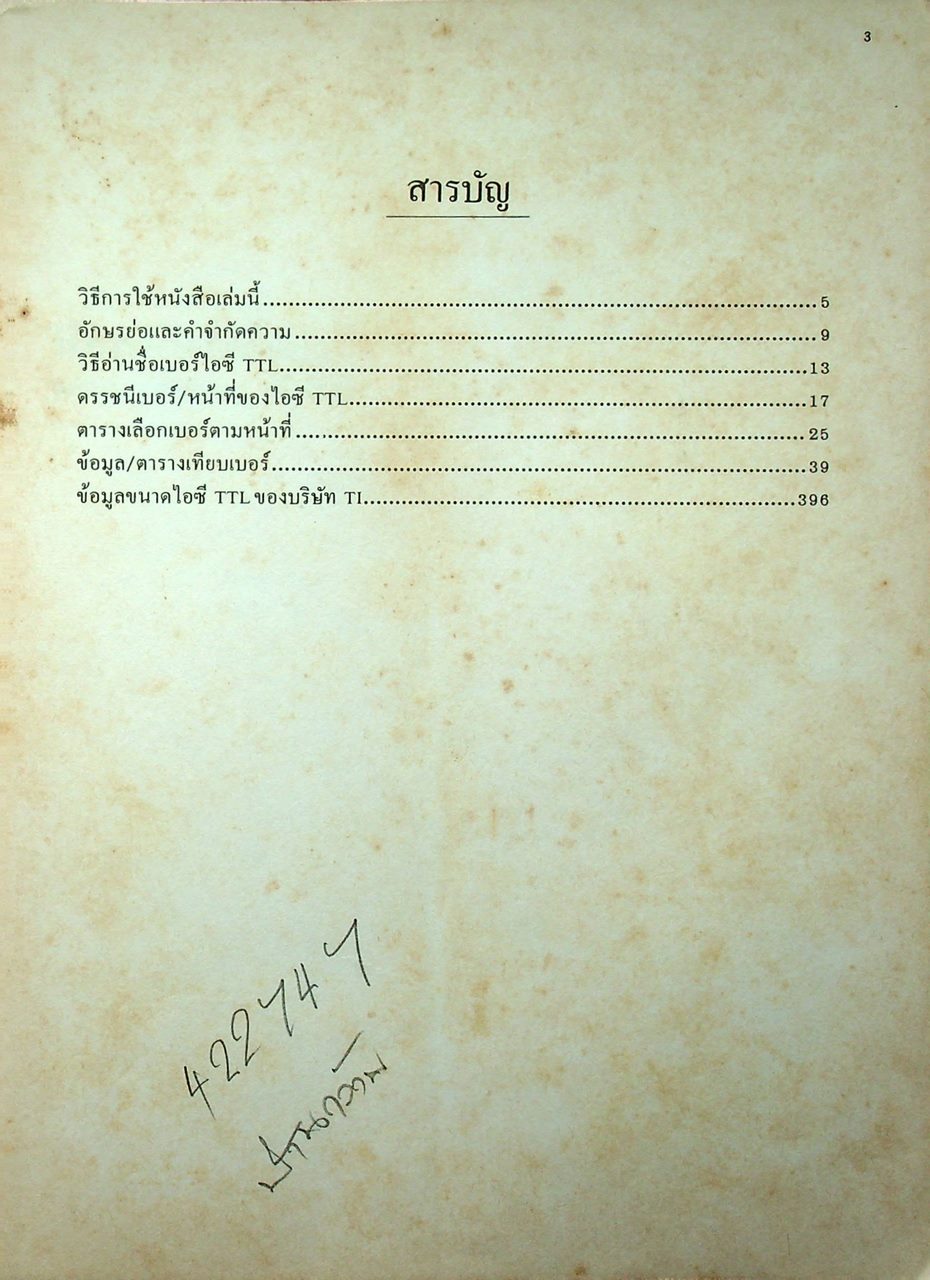 3
สารบัญ
วิธีการใช้หนังสือเล่มนี้......................................................................................5
อักษรย่อและคำจำกัดความ..................................................................................9
วิธีอ่านชื่อเบอร์ไอซี TTL..................................................................................13
ดรรชนีเบอร์/หน้าที่ของไอซี TTL.......................................................................17
ตารางเลือกเบอร์ตามหน้าที่...............................................................................25
ข้อมูล/ตารางเทียบเบอร์...................................................................................39
ข้อมูลขนาดไอซี TTL ของบริษัท TI...................................................................396
422747